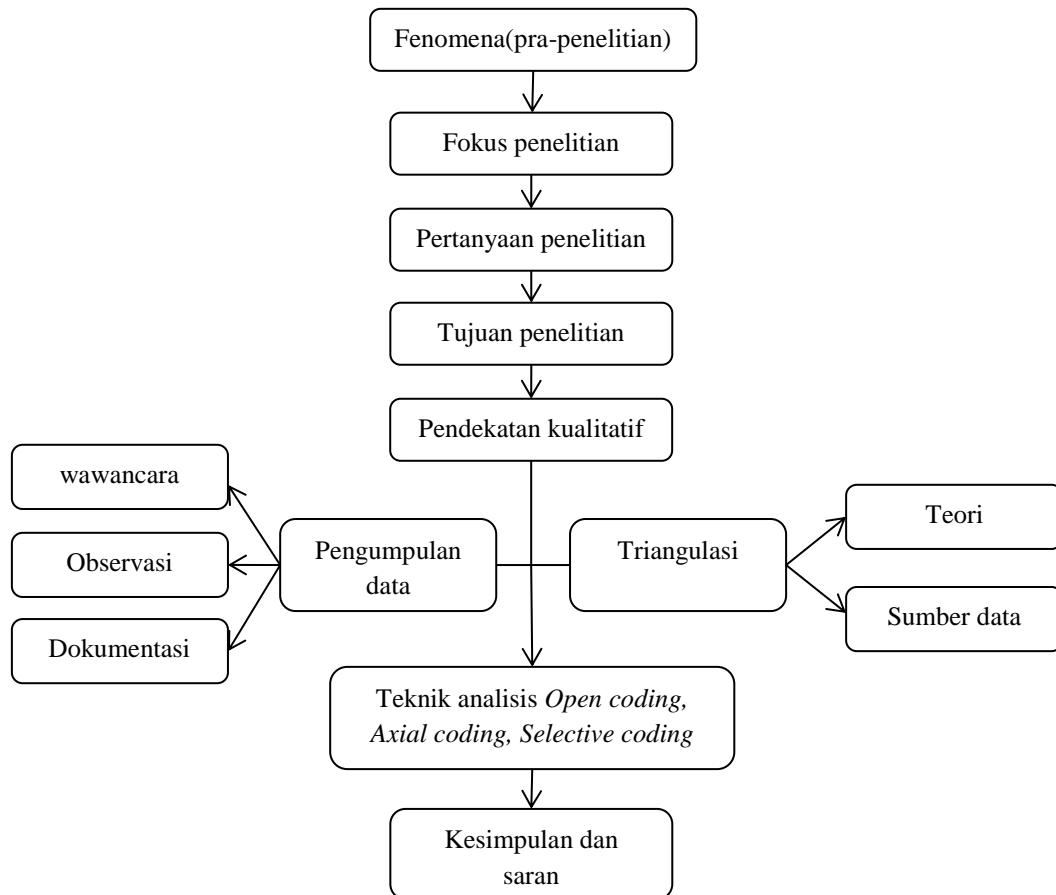 Fenomena(pra-penelitian)
Fokus penelitian
Pertanyaan penelitian
Tujuan penelitian
Pendekatan kualitatif
wawancara
Observasi
Dokumentasi
Pengumpulan
data
Triangulasi
Teori
Sumber data
Teknik analisis Open coding,
Axial coding, Selective coding
Kesimpulan dan
saran